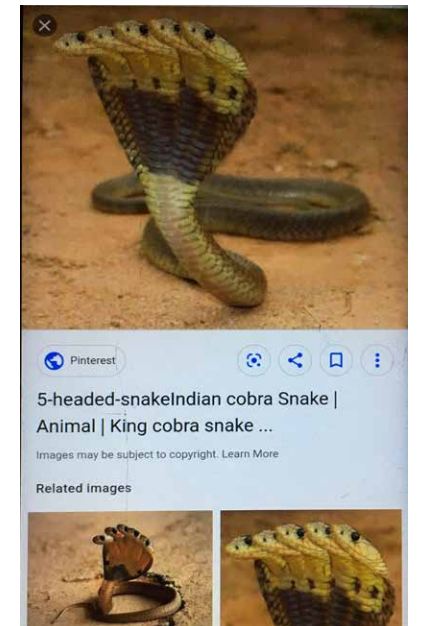 Pinterest
5-headed-snakeIndian cobra Snake |
Animal | King cobra snake ...
Images may be subject to copyright. Learn More
Related images